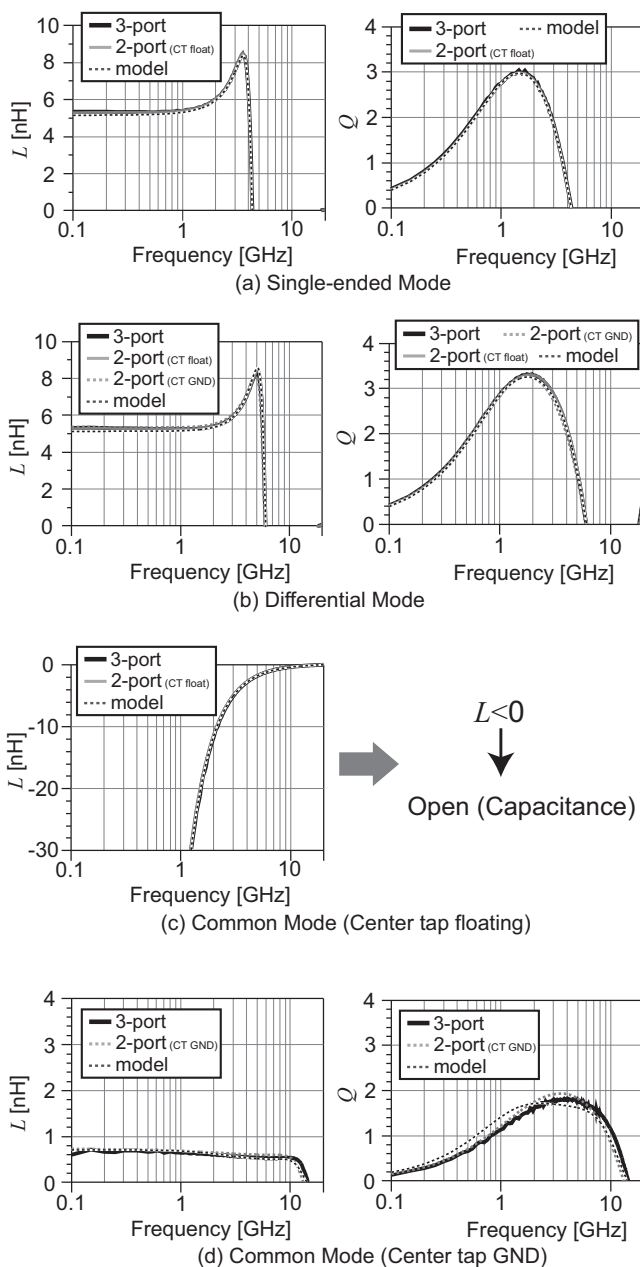 3-port
2-port (CT float)
model
10
8
6
4
2
0
L [nH]
0.1
1
10
Frequency [GHz]
3-port
model
2-port (CT float)
4
3
2
1
0
Q
0.1
1
10
Frequency [GHz]
(a) Single-ended Mode
3-port
2-port (CT float)
2-port (CT GND)
model
10
8
6
4
2
0
L [nH]
0.1
1
10
Frequency [GHz]
3-port
2-port (CT GND)
2-port (CT float)
model
4
3
2
1
0
Q
0.1
1
10
Frequency [GHz]
(b) Differential Mode
3-port
2-port (CT float)
model
0
-10
-20
-30
L [nH]
0.1
1
10
Frequency [GHz]
L<0
Open (Capacitance)
(c) Common Mode (Center tap floating)
3-port
2-port (CT GND)
model
4
3
2
1
0
L [nH]
0.1
1
10
Frequency [GHz]
3-port
2-port (CT GND)
model
4
3
2
1
0
Q
0.1
1
10
Frequency [GHz]
(d) Common Mode (Center tap GND)